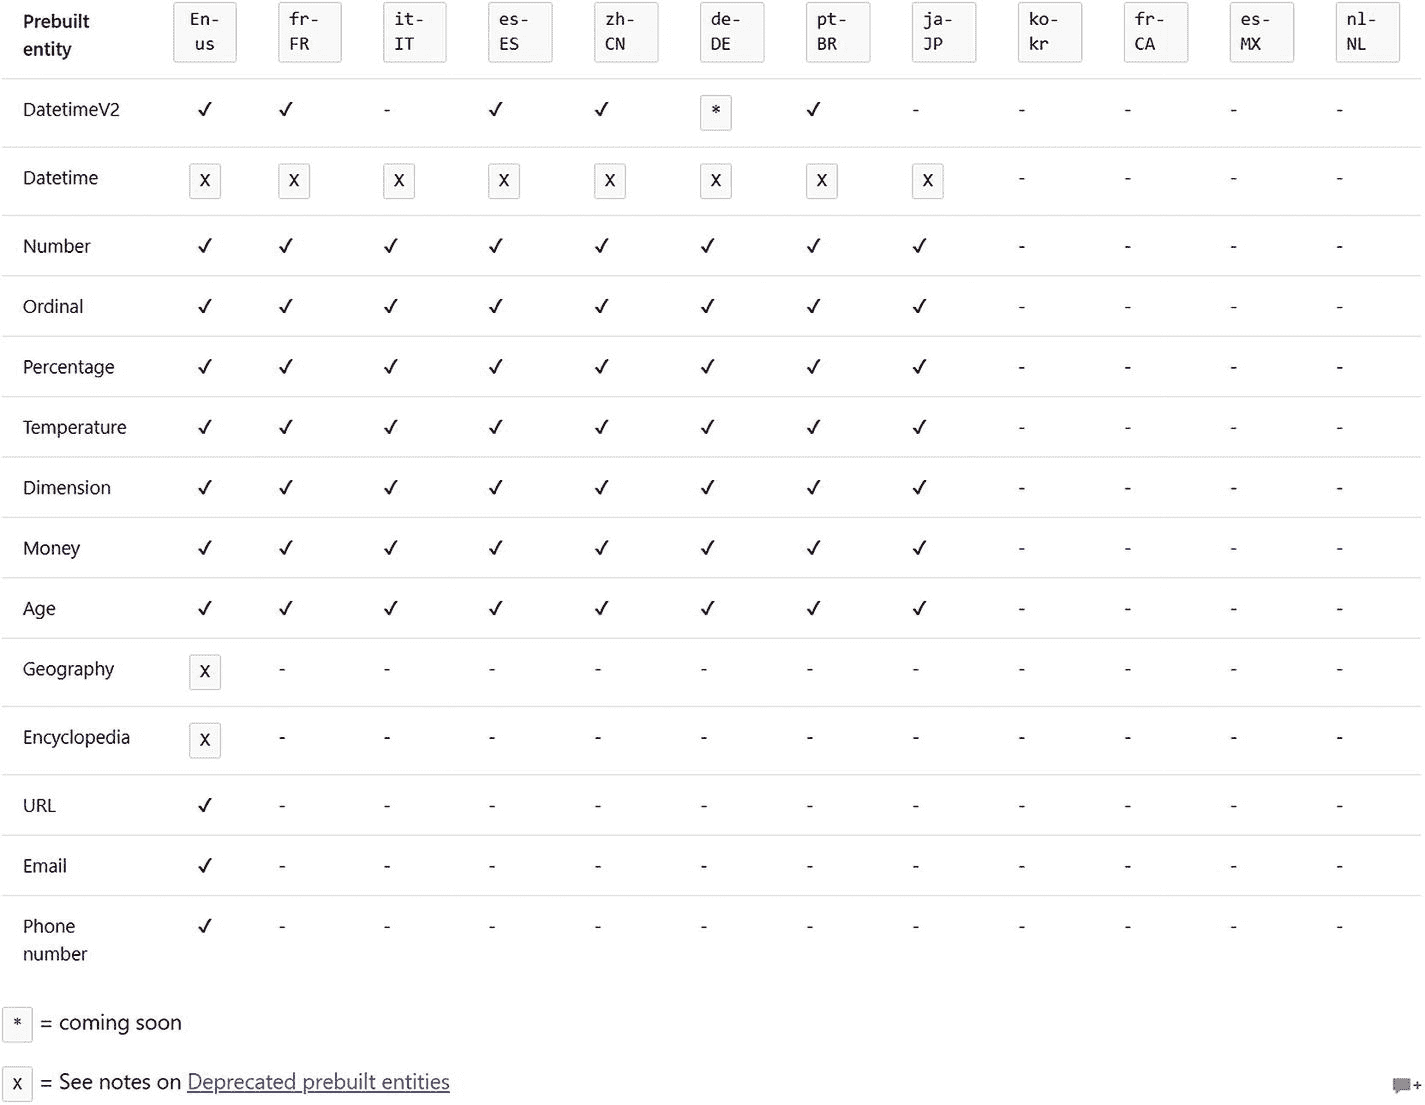 Prebuilt entity En-us fr-FR it-IT es-ES zh-CN de-DE pt-BR ja-JP ko-kr fr-CA es-MX nl-NL
DatetimeV2 ✓ ✓ - ✓ ✓ * ✓ - - - - -
Datetime X X X X X X X X - - - -
Number ✓ ✓ ✓ ✓ ✓ ✓ ✓ ✓ - - - -
Ordinal ✓ ✓ ✓ ✓ ✓ ✓ ✓ ✓ - - - -
Percentage ✓ ✓ ✓ ✓ ✓ ✓ ✓ ✓ - - - -
Temperature ✓ ✓ ✓ ✓ ✓ ✓ ✓ ✓ - - - -
Dimension ✓ ✓ ✓ ✓ ✓ ✓ ✓ ✓ - - - -
Money ✓ ✓ ✓ ✓ ✓ ✓ ✓ ✓ - - - -
Age ✓ ✓ ✓ ✓ ✓ ✓ ✓ ✓ - - - -
Geography X - - - - - - - - - - -
Encyclopedia X - - - - - - - - - - -
URL ✓ - - - - - - - - - - -
Email ✓ - - - - - - - - - - -
Phone number ✓ - - - - - - - - - - -
* = coming soon
X = See notes on Deprecated prebuilt entities